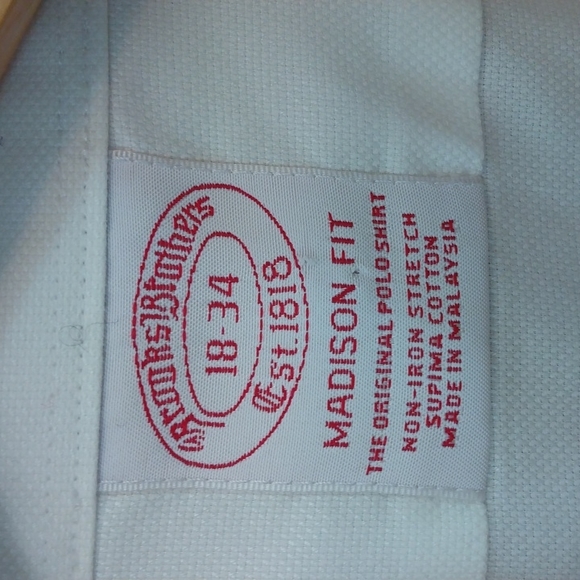 Brooks Brothers
18-34
Est. 1818
MADISON FIT
THE ORIGINAL POLO SHIRT
NON-IRON STRETCH
SUPIMA COTTON
MADE IN MALAYSIA